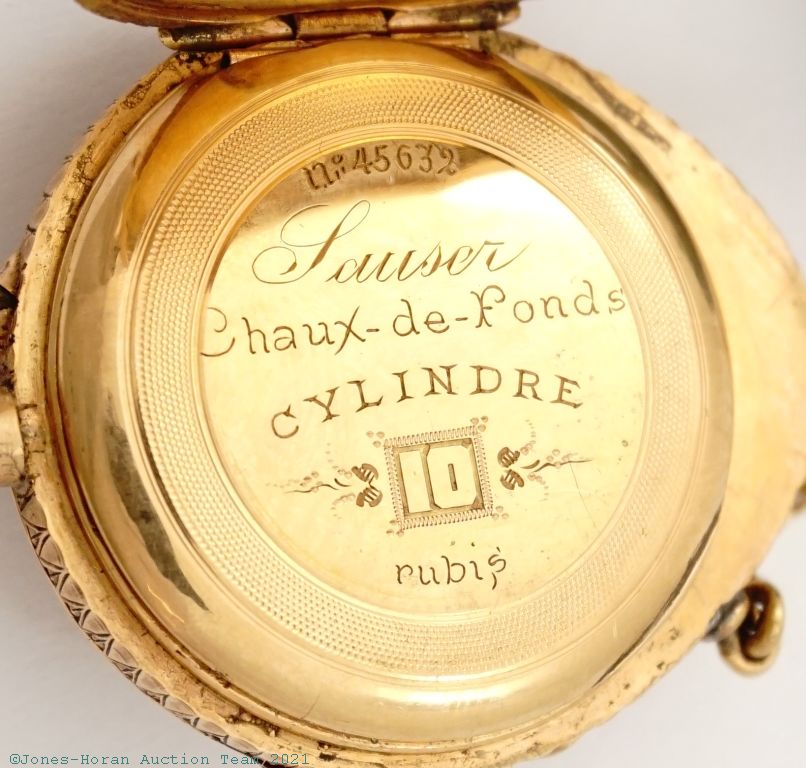 no: 45632
Sauser
Chaux-de-Fonds
CYLINDRE
10
rubis
©Jones-Horan Auction Team 2021